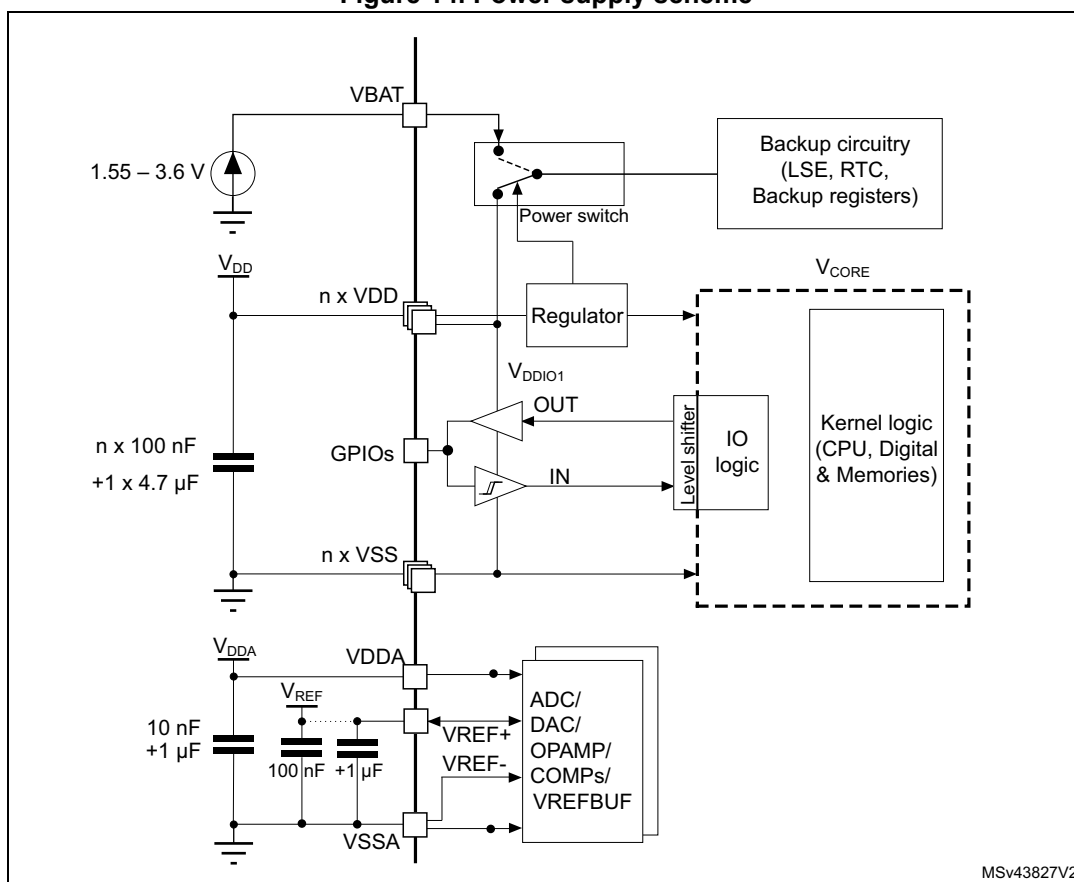 VBAT
1.55 – 3.6 V
Power switch
Backup circuitry
(LSE, RTC,
Backup registers)
VDD
n x VDD
Regulator
VCORE
VDDIO1
OUT
n x 100 nF
+1 x 4.7 µF
GPIOs
IN
Level shifter
IO
logic
Kernel logic
(CPU, Digital
& Memories)
n x VSS
VDDA
VDDA
VREF
10 nF
+1 µF
100 nF
+1 µF
VREF+
VREF-
ADC/
DAC/
OPAMP/
COMPs/
VREFBUF
VSSA
MSv43827V2